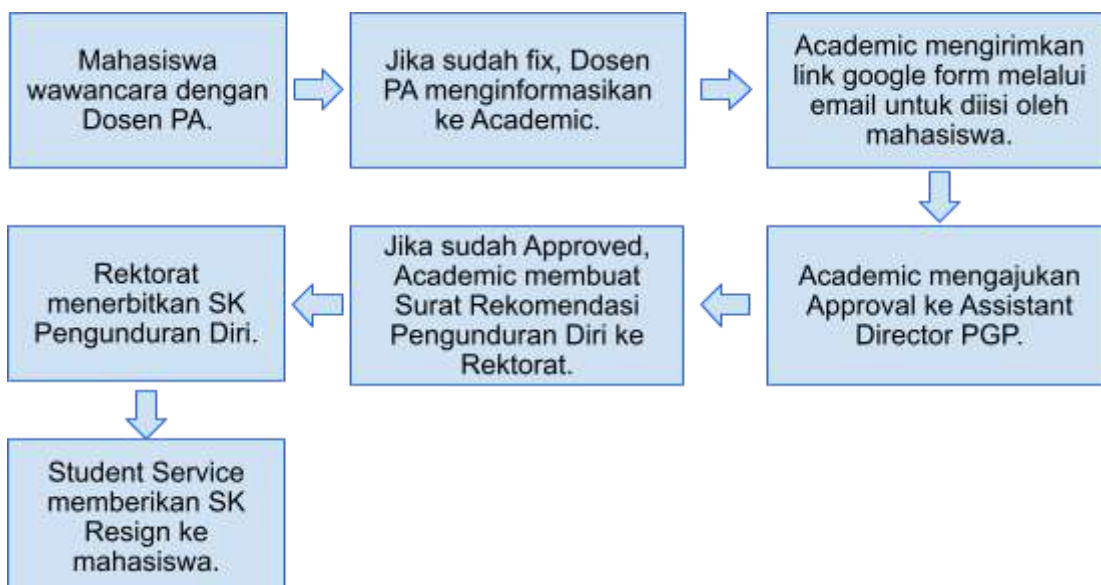 Mahasiswa
wawancara dengan
Dosen PA.
Jika sudah fix, Dosen
PA menginformasikan
ke Academic.
Academic mengirimkan
link google form melalui
email untuk diisi oleh
mahasiswa.
Academic mengajukan
Approval ke Assistant
Director PGP.
Jika sudah Approved,
Academic membuat
Surat Rekomendasi
Pengunduran Diri ke
Rektorat.
Rektorat
menerbitkan SK
Pengunduran Diri.
Student Service
memberikan SK
Resign ke
mahasiswa.